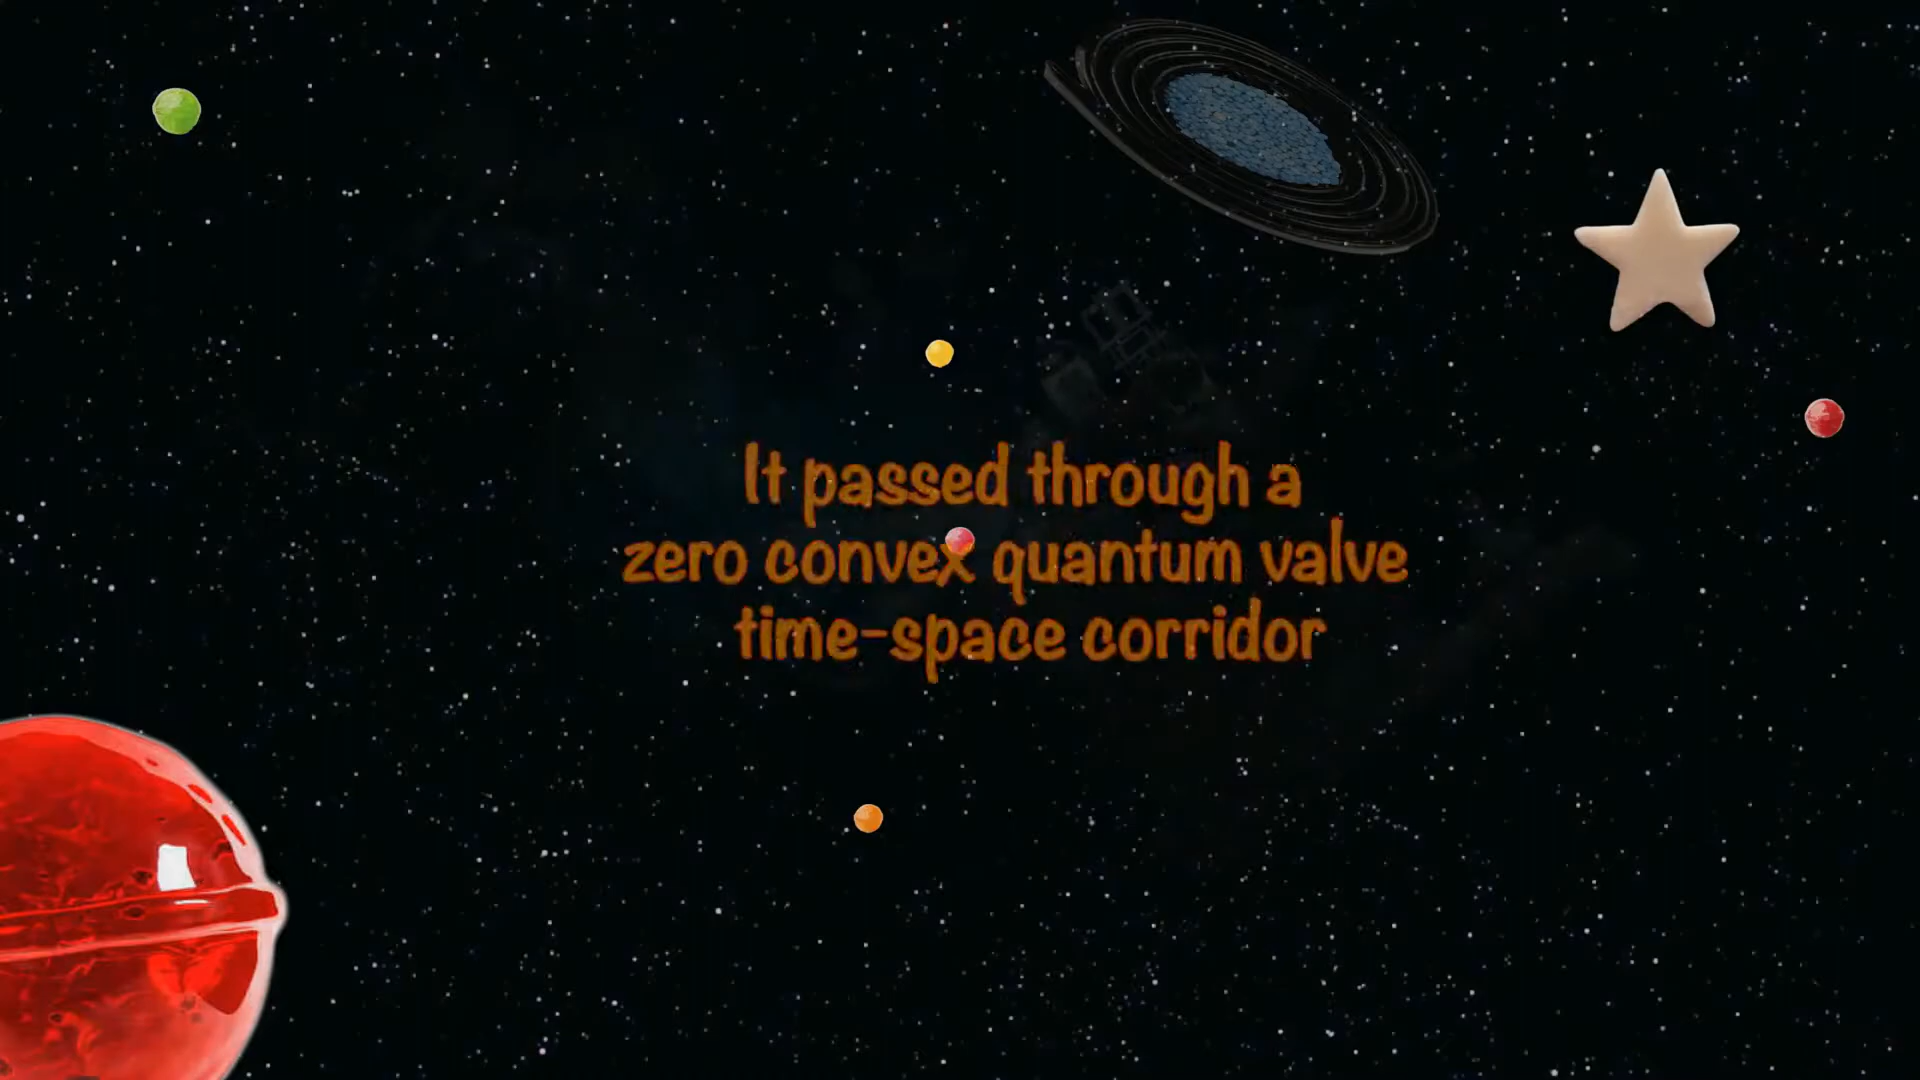 It passed through a
zero convex quantum valve
time-space corridor